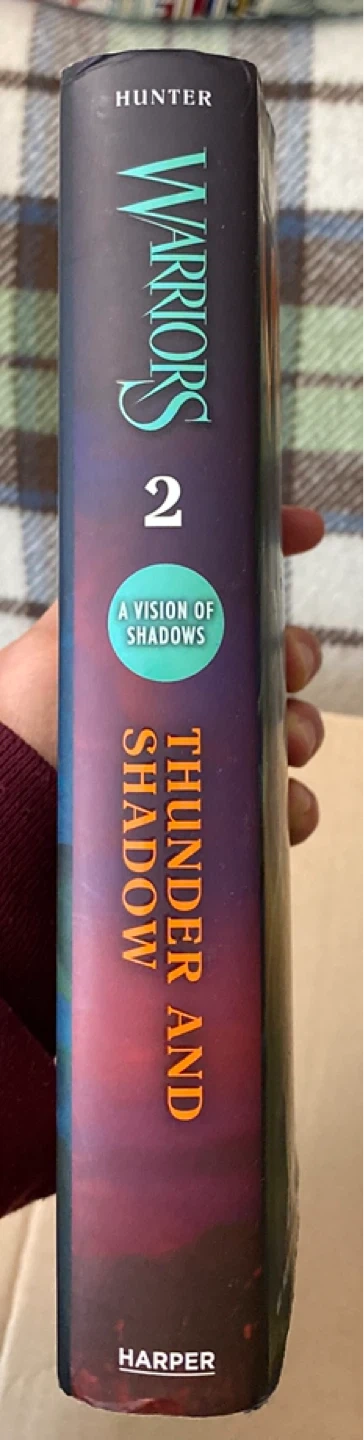 HUNTER
WARRIORS
2
A VISION OF
SHADOWS
THUNDER AND
SHADOW
HARPER